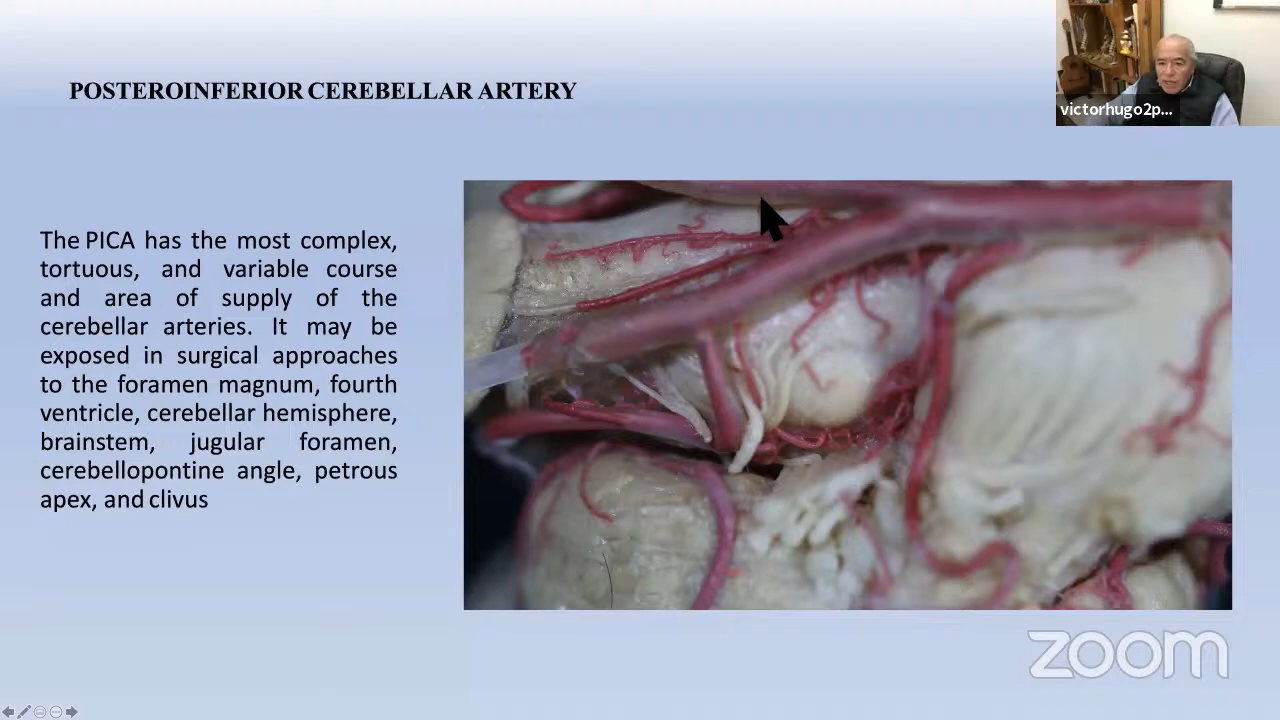 POSTEROINFERIOR CEREBELLAR ARTERY
victorhugo2p...
The PICA has the most complex,
tortuous, and variable course
and area of supply of the
cerebellar arteries. It may be
exposed in surgical approaches
to the foramen magnum, fourth
ventricle, cerebellar hemisphere,
brainstem, jugular foramen,
cerebellopontine angle, petrous
apex, and clivus
zoom